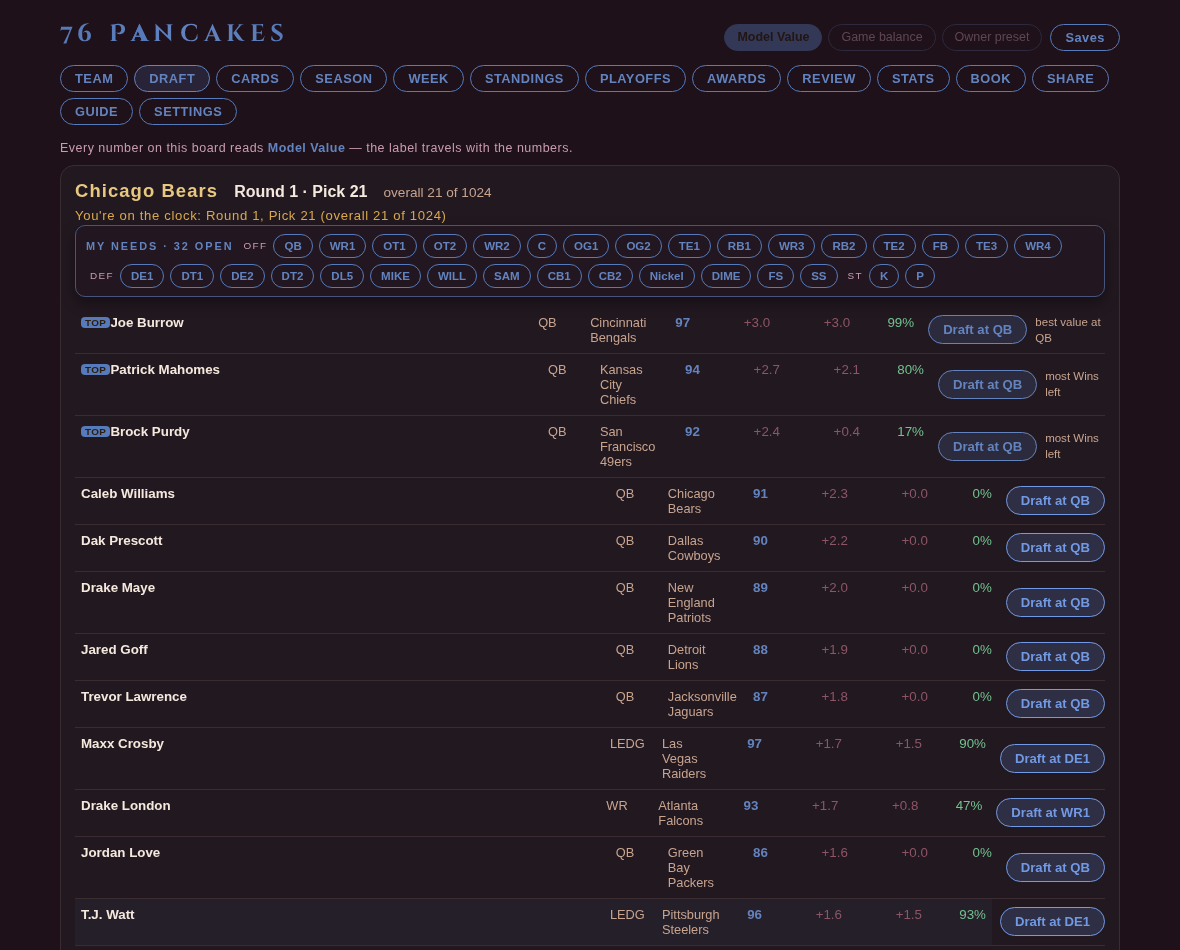 76 PANCAKES
Model Value Game balance Owner preset Saves
TEAM DRAFT CARDS SEASON WEEK STANDINGS PLAYOFFS AWARDS REVIEW STATS BOOK SHARE
GUIDE SETTINGS
Every number on this board reads Model Value — the label travels with the numbers.
Chicago Bears Round 1 · Pick 21 overall 21 of 1024
You're on the clock: Round 1, Pick 21 (overall 21 of 1024)
MY NEEDS · 32 OPEN OFF QB WR1 OT1 OT2 WR2 C OG1 OG2 TE1 RB1 WR3 RB2 TE2 FB TE3 WR4
DEF DE1 DT1 DE2 DT2 DL5 MIKE WILL SAM CB1 CB2 Nickel DIME FS SS ST K P
TOP Joe Burrow QB Cincinnati Bengals 97 +3.0 +3.0 99% Draft at QB best value at QB
TOP Patrick Mahomes QB Kansas City Chiefs 94 +2.7 +2.1 80% Draft at QB most Wins left
TOP Brock Purdy QB San Francisco 49ers 92 +2.4 +0.4 17% Draft at QB most Wins left
Caleb Williams QB Chicago Bears 91 +2.3 +0.0 0% Draft at QB
Dak Prescott QB Dallas Cowboys 90 +2.2 +0.0 0% Draft at QB
Drake Maye QB New England Patriots 89 +2.0 +0.0 0% Draft at QB
Jared Goff QB Detroit Lions 88 +1.9 +0.0 0% Draft at QB
Trevor Lawrence QB Jacksonville Jaguars 87 +1.8 +0.0 0% Draft at QB
Maxx Crosby LEDG Las Vegas Raiders 97 +1.7 +1.5 90% Draft at DE1
Drake London WR Atlanta Falcons 93 +1.7 +0.8 47% Draft at WR1
Jordan Love QB Green Bay Packers 86 +1.6 +0.0 0% Draft at QB
T.J. Watt LEDG Pittsburgh Steelers 96 +1.6 +1.5 93% Draft at DE1